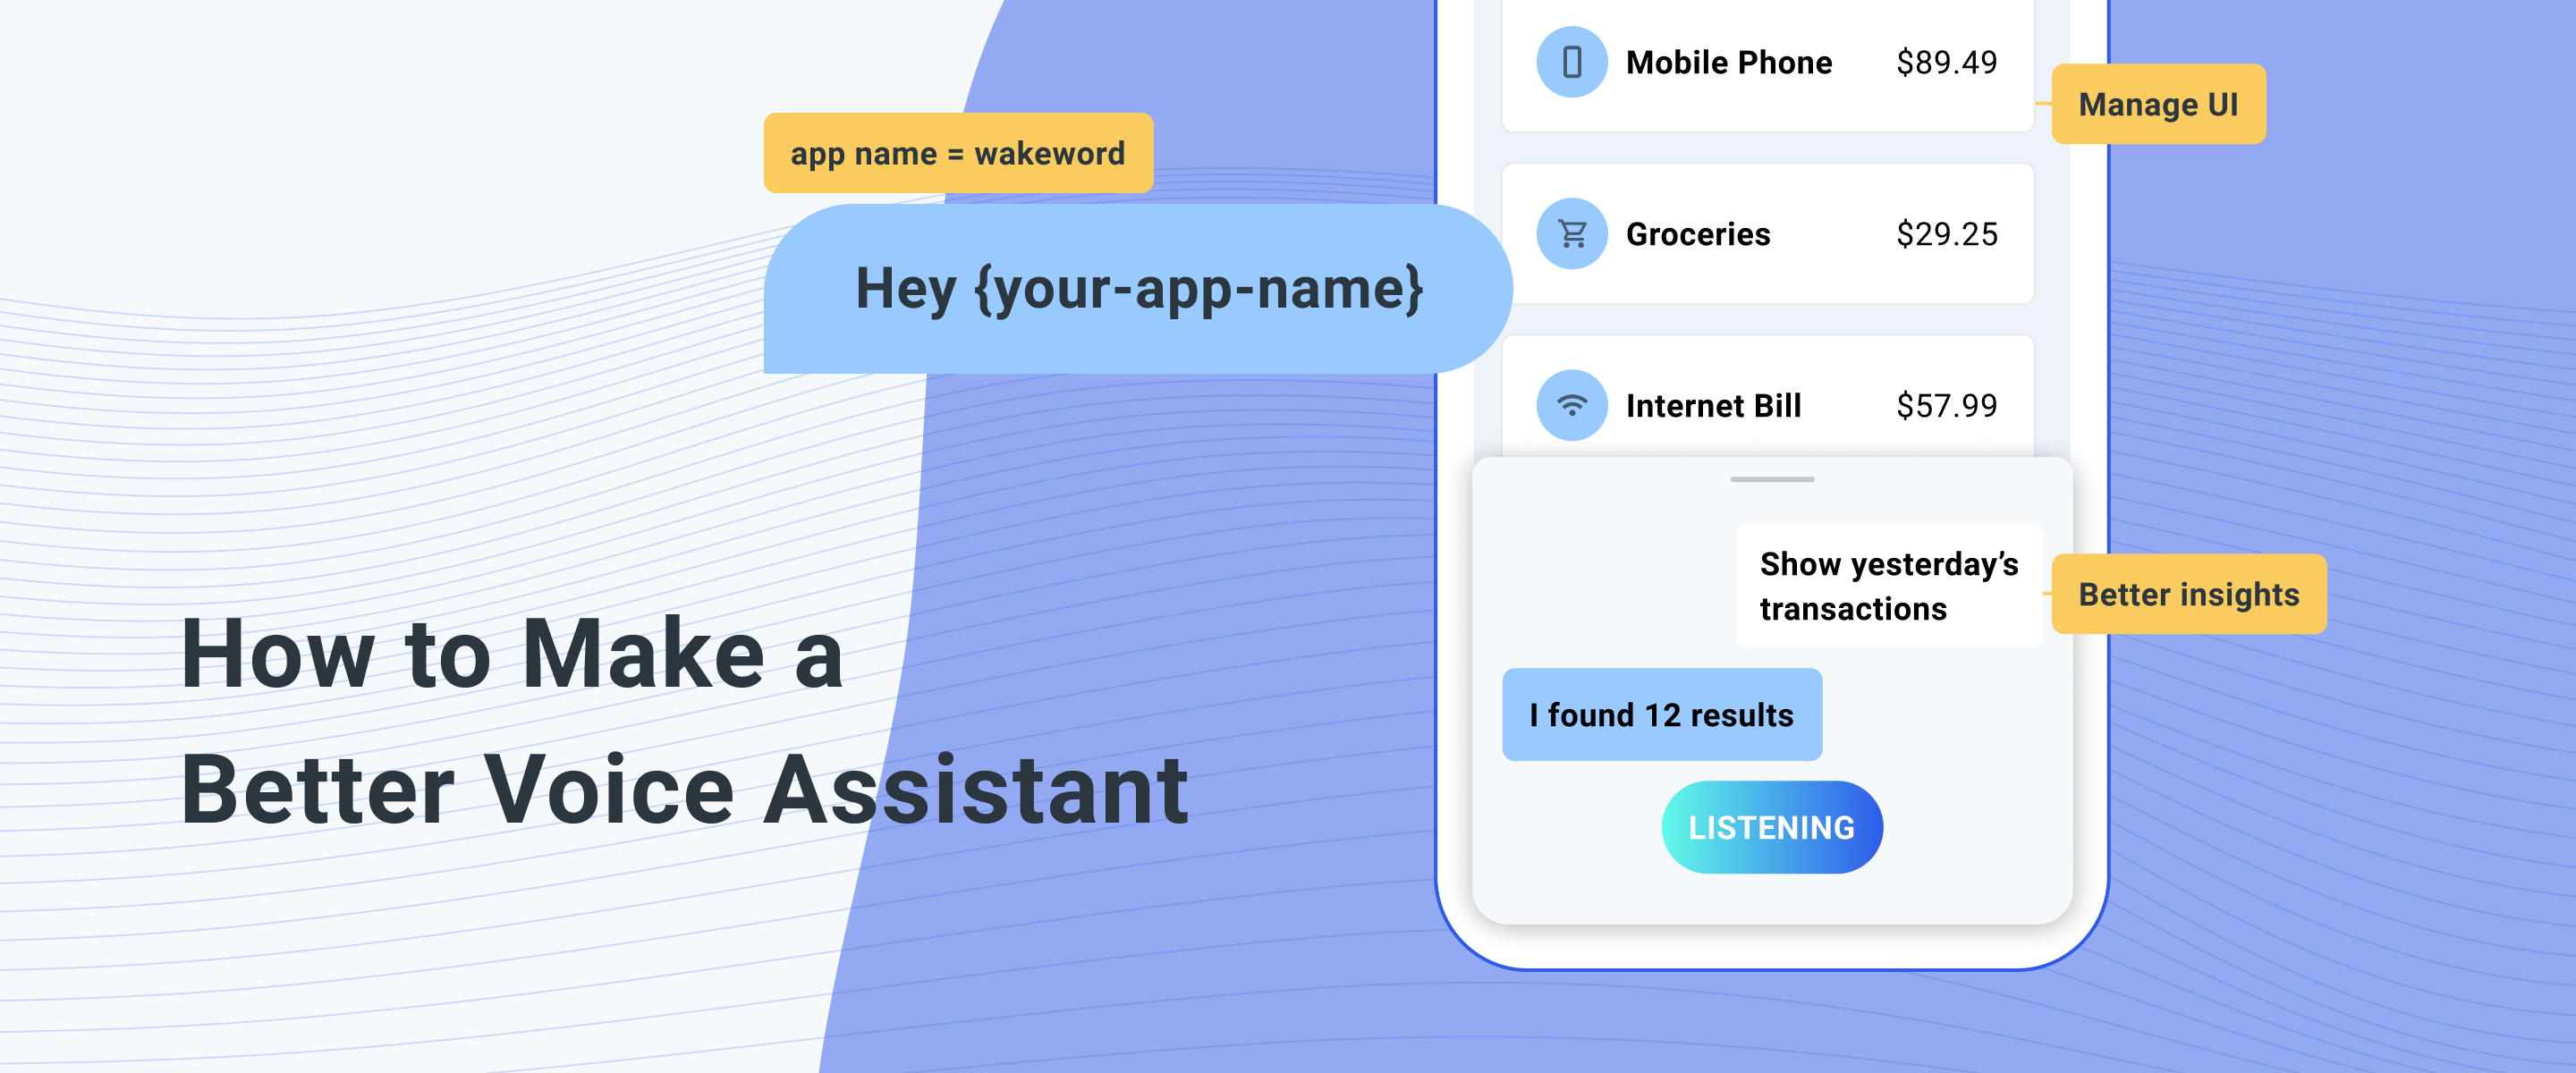 app name = wakeword
Hey {your-app-name}
How to Make a
Better Voice Assistant
Mobile Phone $89.49
Manage UI
Groceries $29.25
Internet Bill $57.99
Show yesterday’s
transactions
Better insights
I found 12 results
LISTENING